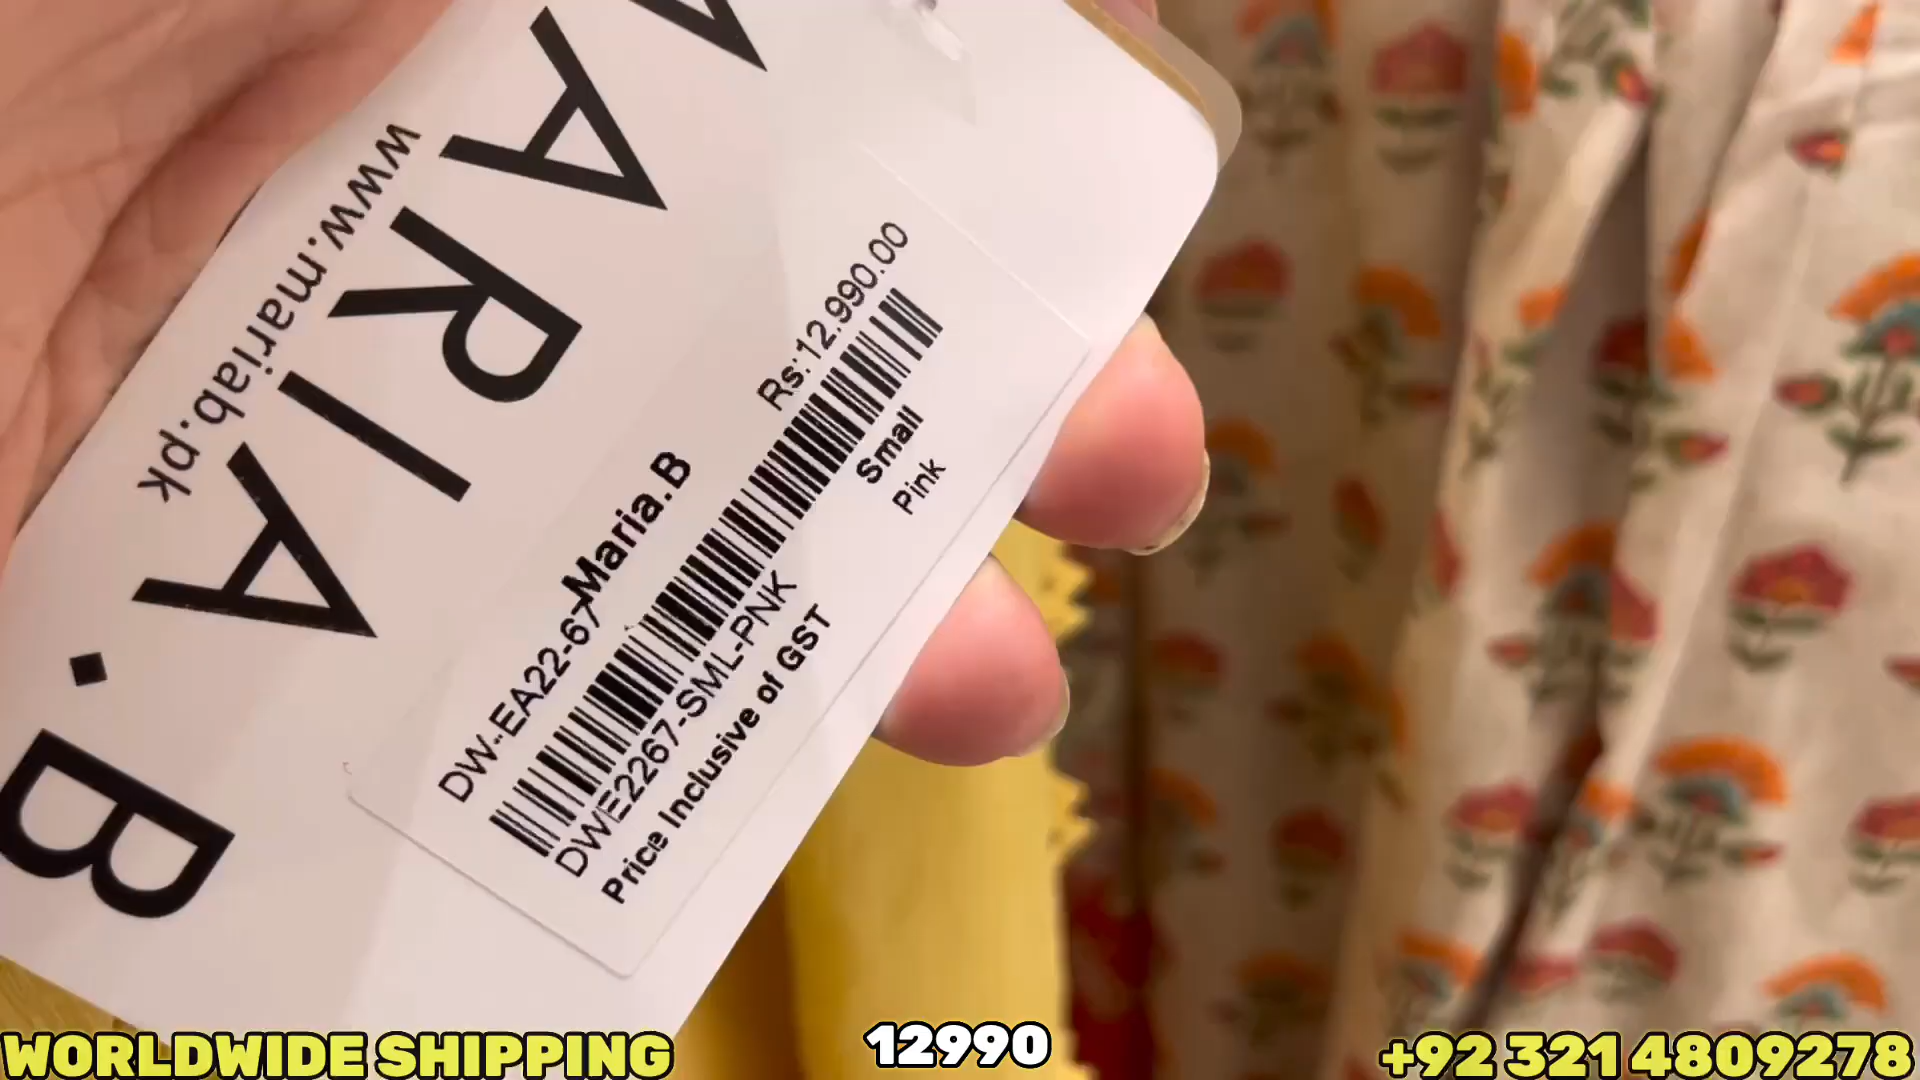 MARIA.B
www.mariab.pk
Maria.B
DW-EA22-67
Rs:12,990.00
DWE2267-SML-PNK
Small
Price Inclusive of GST
Pink
WORLDWIDE SHIPPING
12990
+92 321 4809278